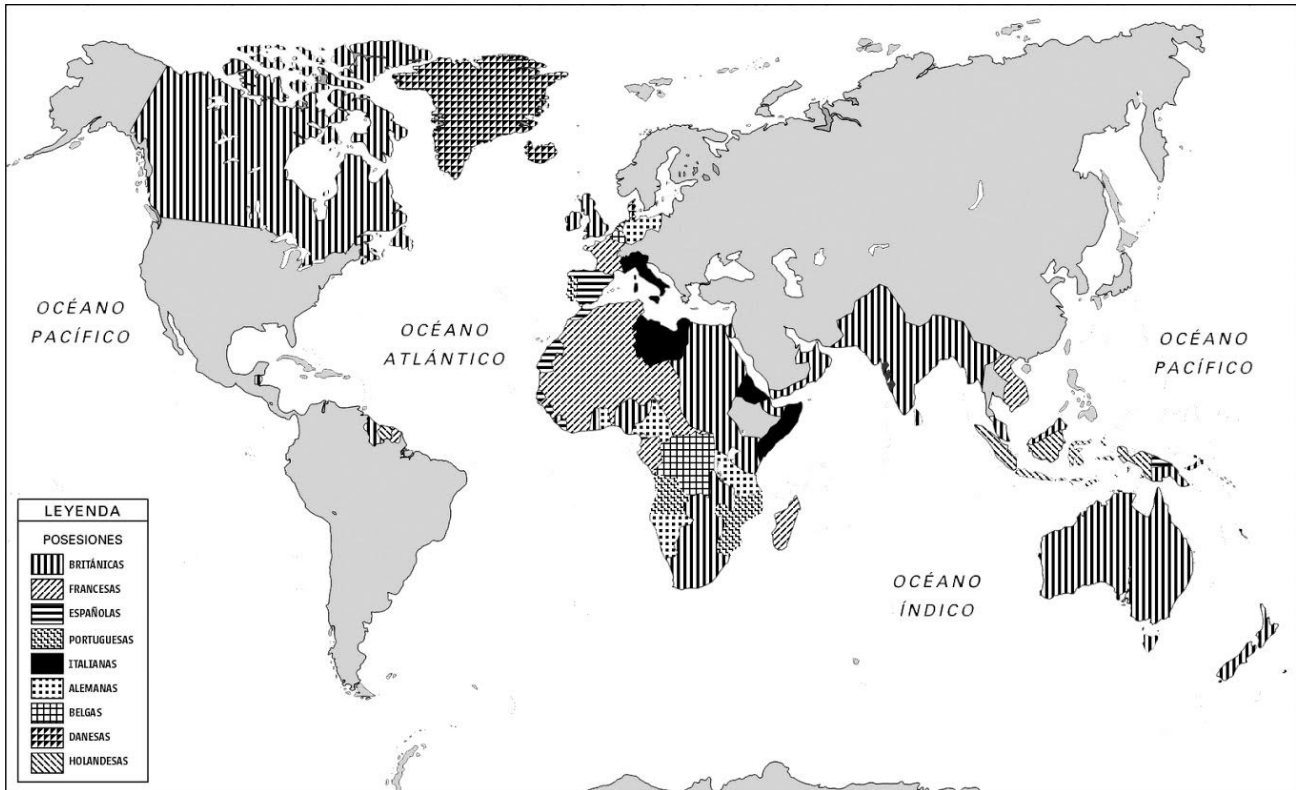 OCÉANO
PACÍFICO
OCÉANO
ATLÁNTICO
OCÉANO
PACÍFICO
OCÉANO
ÍNDICO
LEYENDA
POSESIONES
BRITÁNICAS
FRANCESAS
ESPAÑOLAS
PORTUGUESAS
ITALIANAS
ALEMANAS
BELGAS
DANESAS
HOLANDESAS